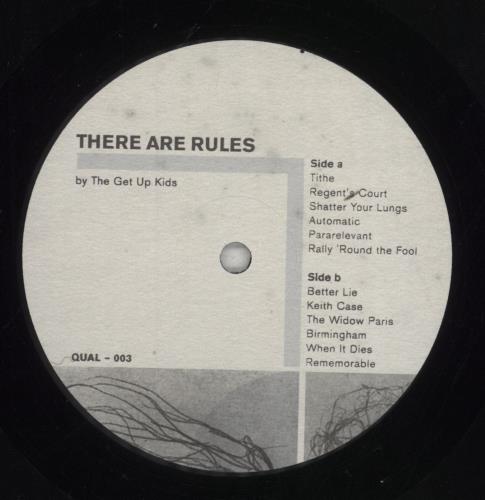 THERE ARE RULES
by The Get Up Kids
Side a
Tithe
Regent's Court
Shatter Your Lungs
Automatic
Pararelevant
Rally 'Round the Fool
Side b
Better Lie
Keith Case
The Widow Paris
Birmingham
When It Dies
Rememorable
QUAL – 003